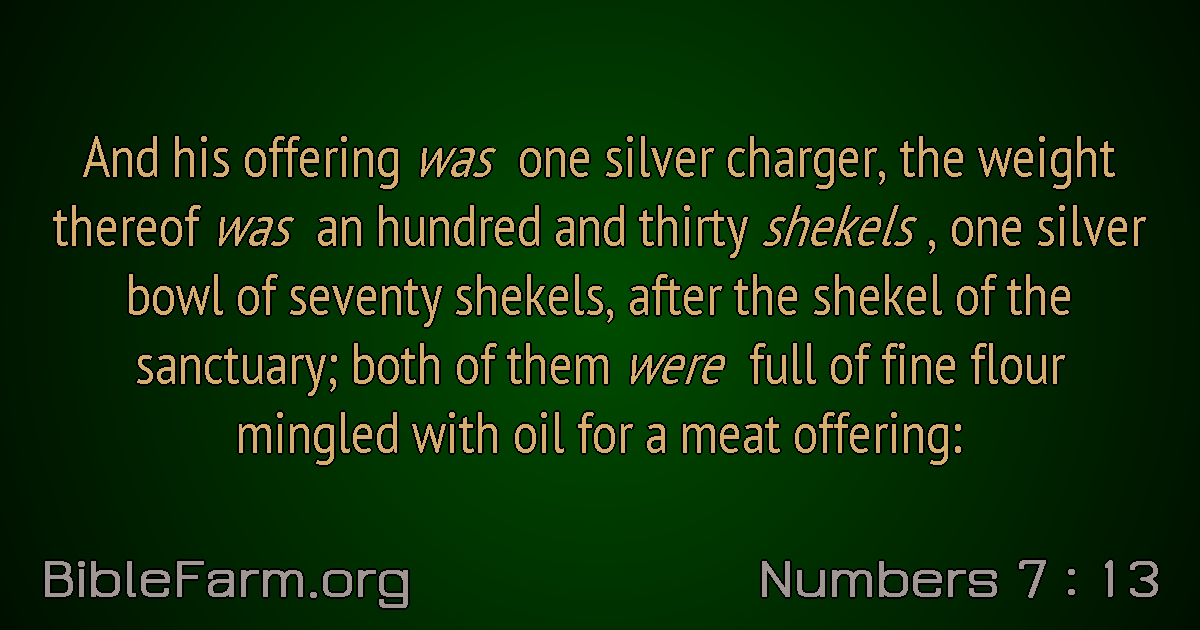 And his offering was one silver charger, the weight
thereof was an hundred and thirty shekels , one silver
bowl of seventy shekels, after the shekel of the
sanctuary; both of them were full of fine flour
mingled with oil for a meat offering:
BibleFarm.org
Numbers 7 : 13